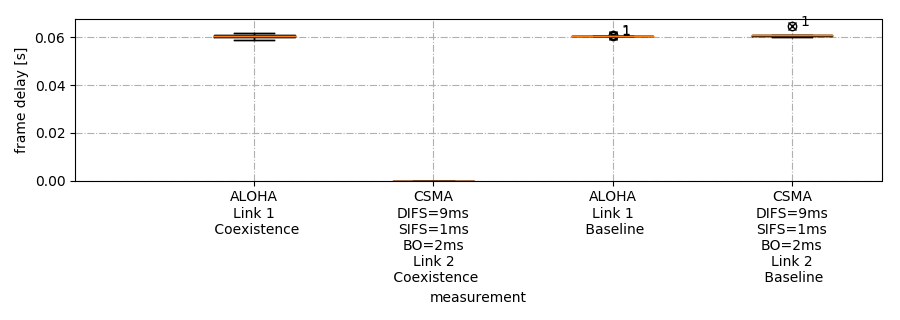 frame delay [s]
0.06
0.04
0.02
0.00
1
1
ALOHA
Link 1
Coexistence
CSMA
DIFS=9ms
SIFS=1ms
BO=2ms
Link 2
Coexistence
ALOHA
Link 1
Baseline
CSMA
DIFS=9ms
SIFS=1ms
BO=2ms
Link 2
Baseline
measurement